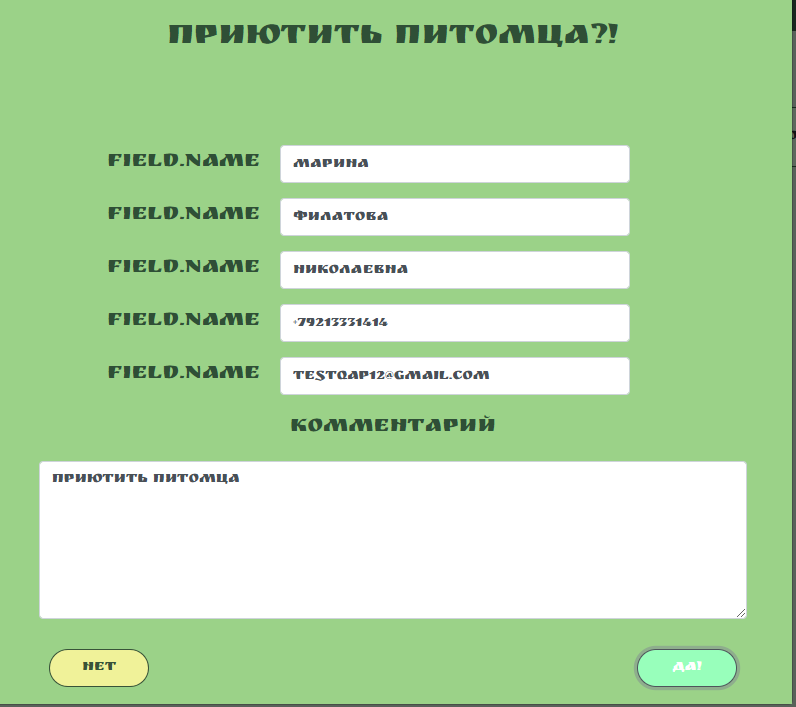 ПРИЮТИТЬ ПИТОМЦА?!
FIELD.NAME МАРИНА
FIELD.NAME ФИЛАТОВА
FIELD.NAME НИКОЛАЕВНА
FIELD.NAME +79213331414
FIELD.NAME TESTQAP12@GMAIL.COM
КОММЕНТАРИЙ
ПРИЮТИТЬ ПИТОМЦА
НЕТ ДА!